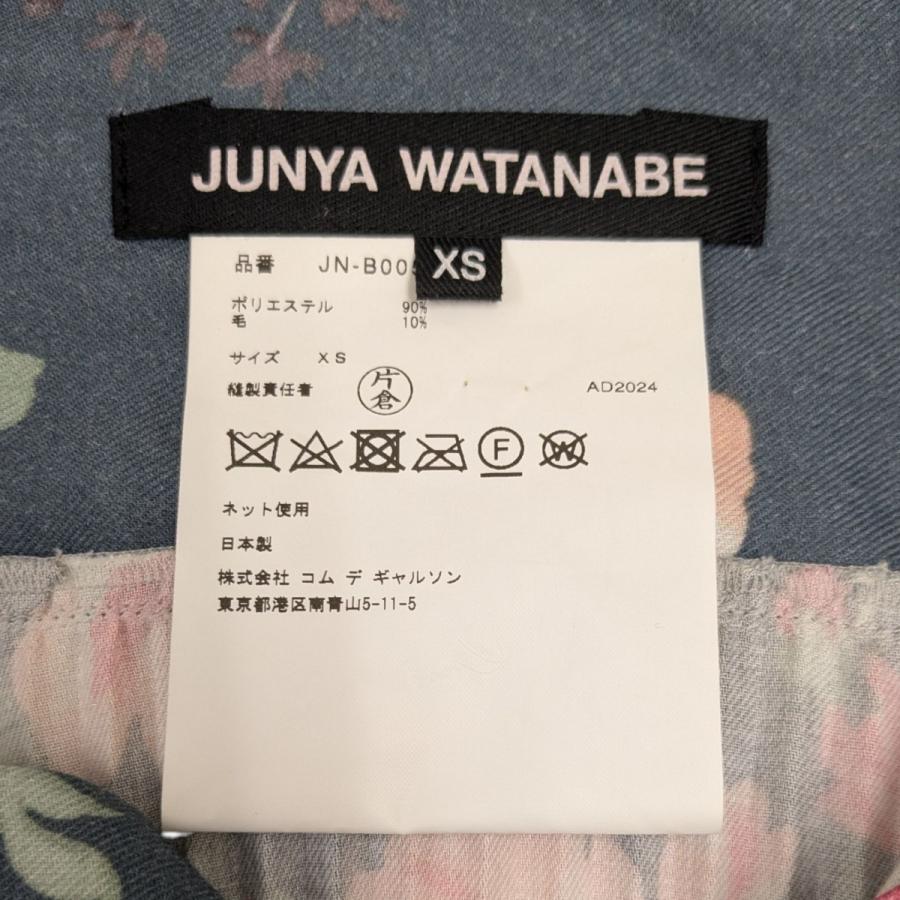 JUNYA WATANABE
XS
品番 JN-B00
ポリエステル 90%
毛 10%
サイズ XS
縫製責任者 片倉 AD2024
F W
ネット使用
日本製
株式会社 コム デ ギャルソン
東京都港区南青山5-11-5